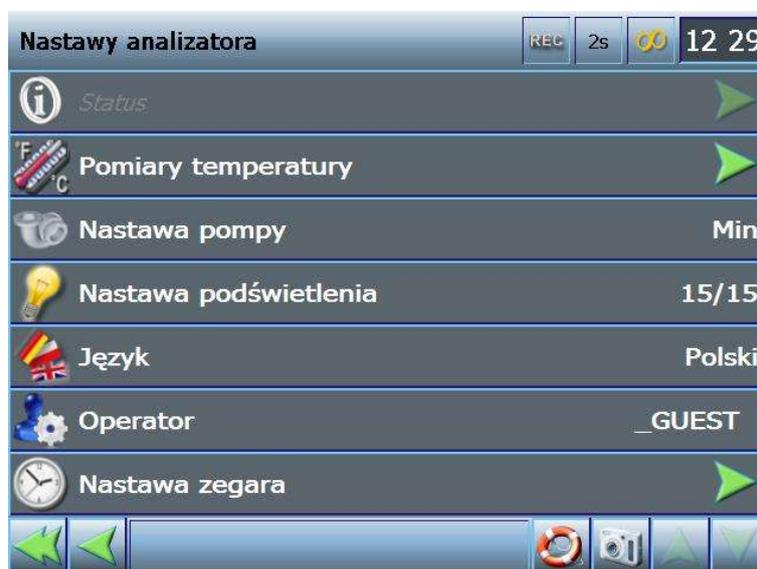 Nastawy analizatora REC 2s 12 29
Status
°F °C Pomiary temperatury
Nastawa pompy Min
Nastawa podświetlenia 15/15
Język Polski
Operator _GUEST
Nastawa zegara